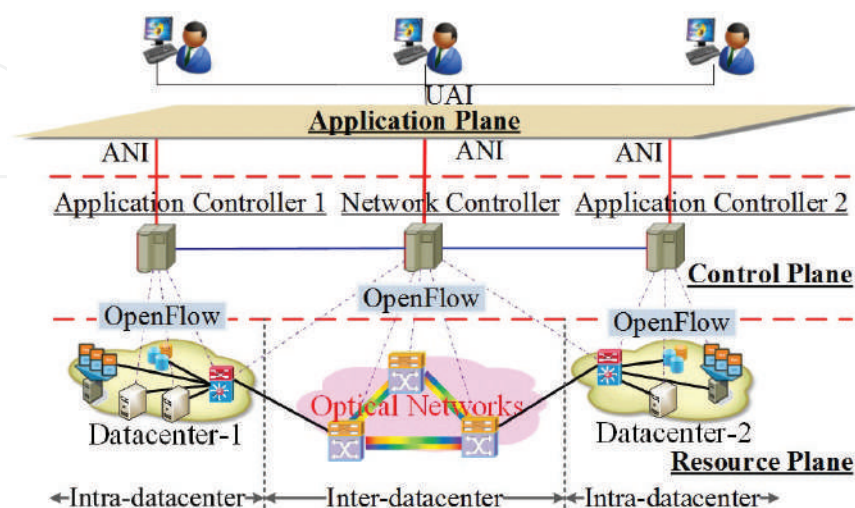 UAI
Application Plane
ANI ANI ANI
Application Controller 1 Network Controller Application Controller 2
Control Plane
OpenFlow OpenFlow OpenFlow
Optical Networks
Datacenter-1 Datacenter-2
Resource Plane
Intra-datacenter Inter-datacenter Intra-datacenter